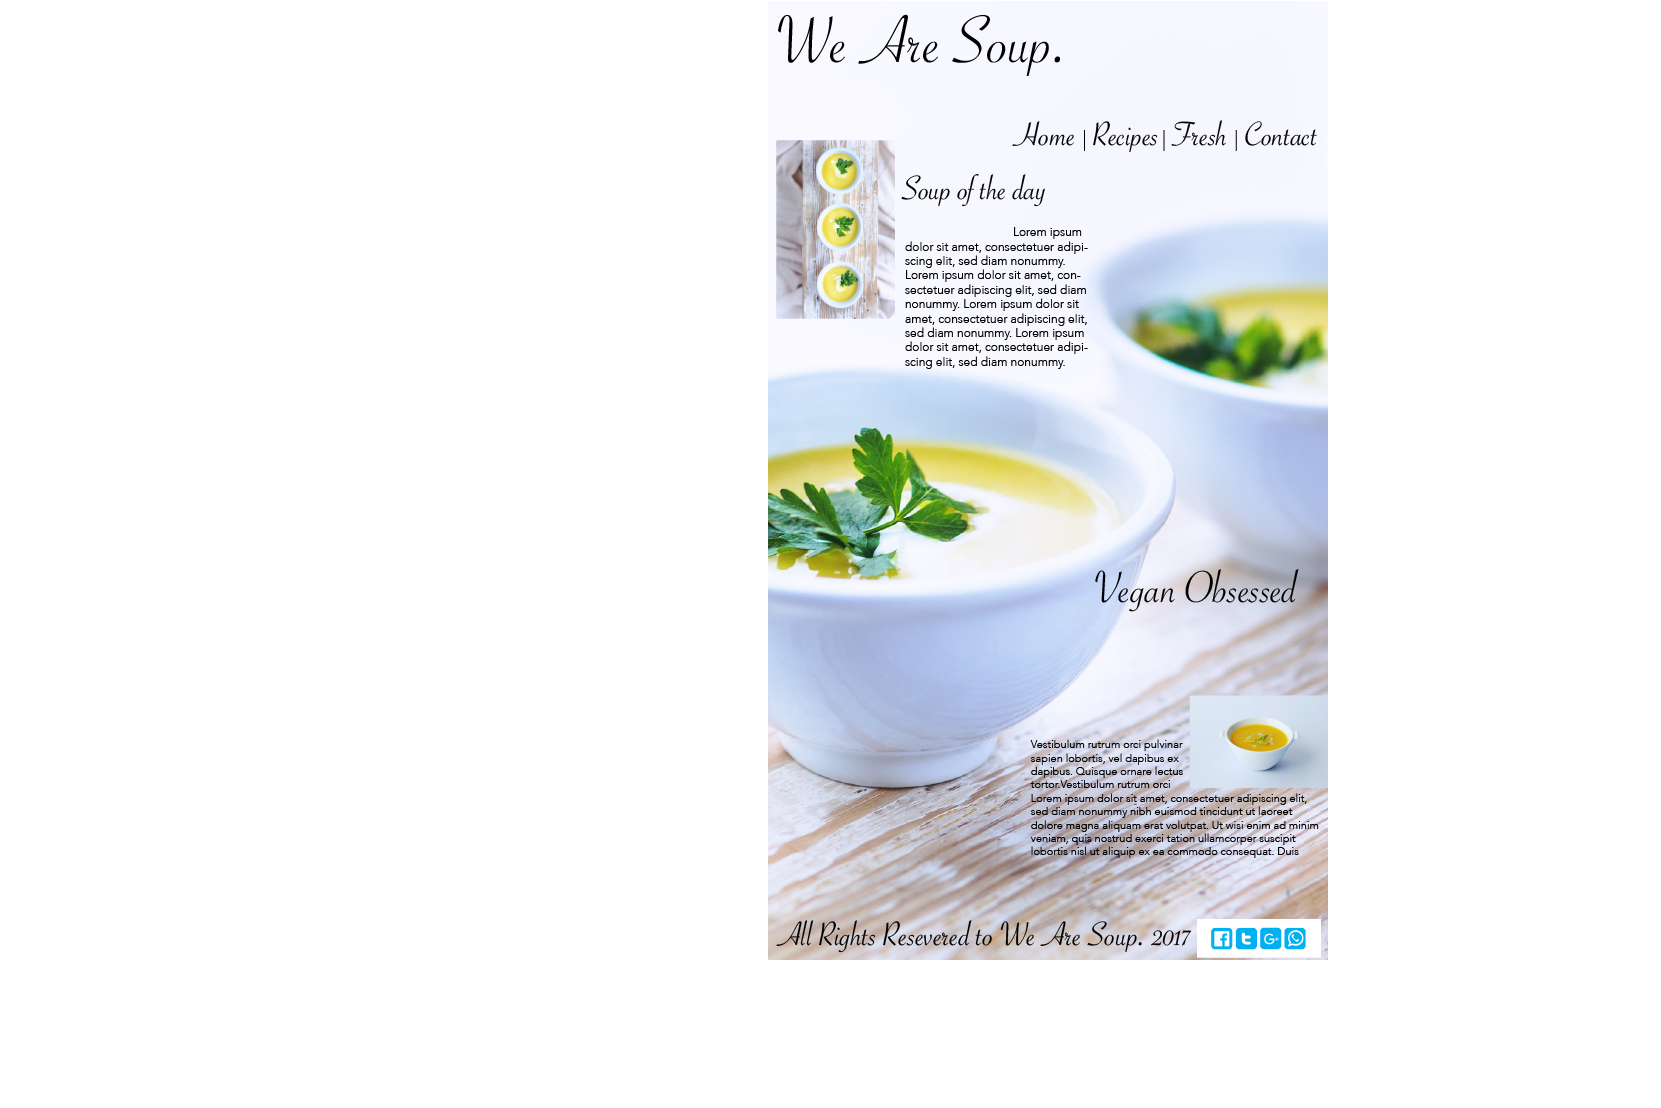 We Are Soup.
Home | Recipes | Fresh | Contact
Soup of the day
Lorem ipsum
dolor sit amet, consectetuer adipi-
scing elit, sed diam nonummy.
Lorem ipsum dolor sit amet, con-
sectetuer adipiscing elit, sed diam
nonummy. Lorem ipsum dolor sit
amet, consectetuer adipiscing elit,
sed diam nonummy. Lorem ipsum
dolor sit amet, consectetuer adipi-
scing elit, sed diam nonummy.
Vegan Obsessed
Vestibulum rutrum orci pulvinar
sapien lobortis, vel dapibus ex
dapibus. Quisque ornare lectus
tortor.Vestibulum rutrum orci
Lorem ipsum dolor sit amet, consectetuer adipiscing elit,
sed diam nonummy nibh euismod tincidunt ut laoreet
dolore magna aliquam erat volutpat. Ut wisi enim ad minim
veniam, quis nostrud exerci tation ullamcorper suscipit
lobortis nisl ut aliquip ex ea commodo consequat. Duis
All Rights Resevered to We Are Soup. 2017